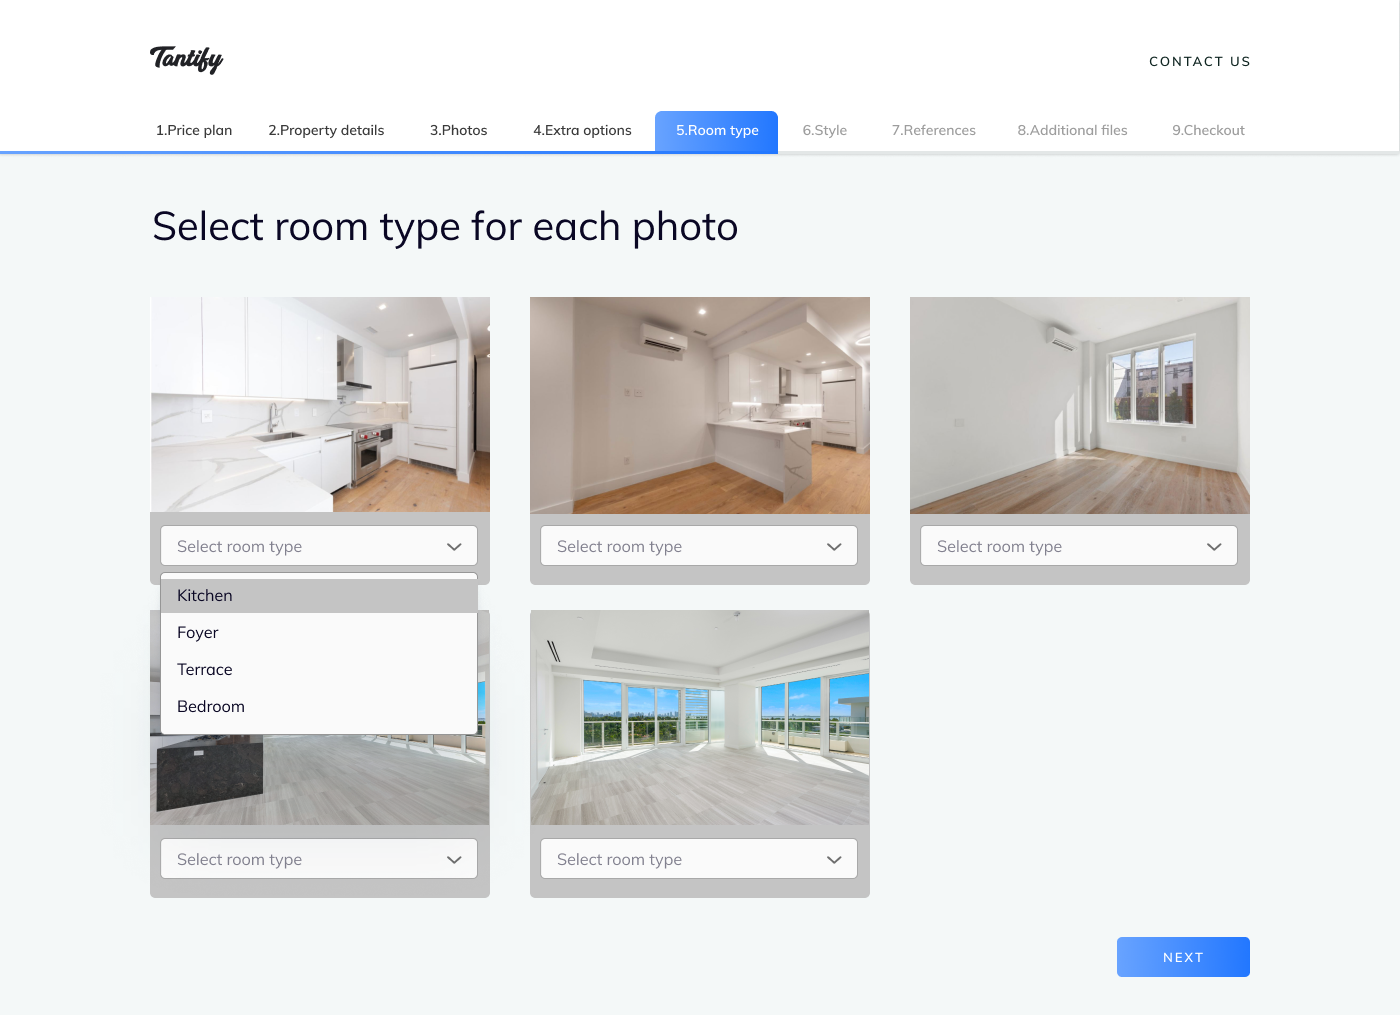 Tantify
CONTACT US
1.Price plan
2.Property details
3.Photos
4.Extra options
5.Room type
6.Style
7.References
8.Additional files
9.Checkout
Select room type for each photo
Select room type
Select room type
Select room type
Kitchen
Foyer
Terrace
Bedroom
Select room type
Select room type
NEXT